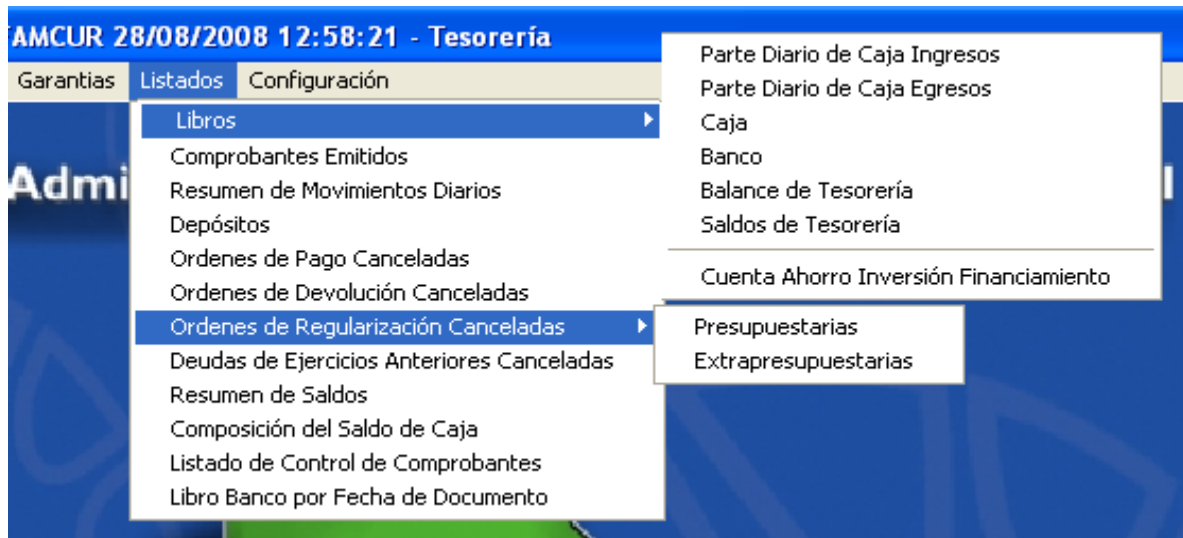 AMCUR 28/08/2008 12:58:21 - Tesorería
Garantias Listados Configuración
Libros
Comprobantes Emitidos
Resumen de Movimientos Diarios
Depósitos
Ordenes de Pago Canceladas
Ordenes de Devolución Canceladas
Ordenes de Regularización Canceladas
Deudas de Ejercicios Anteriores Canceladas
Resumen de Saldos
Composición del Saldo de Caja
Listado de Control de Comprobantes
Libro Banco por Fecha de Documento
Parte Diario de Caja Ingresos
Parte Diario de Caja Egresos
Caja
Banco
Balance de Tesorería
Saldos de Tesorería
Cuenta Ahorro Inversión Financiamiento
Presupuestarias
Extrapresupuestarias
Admi